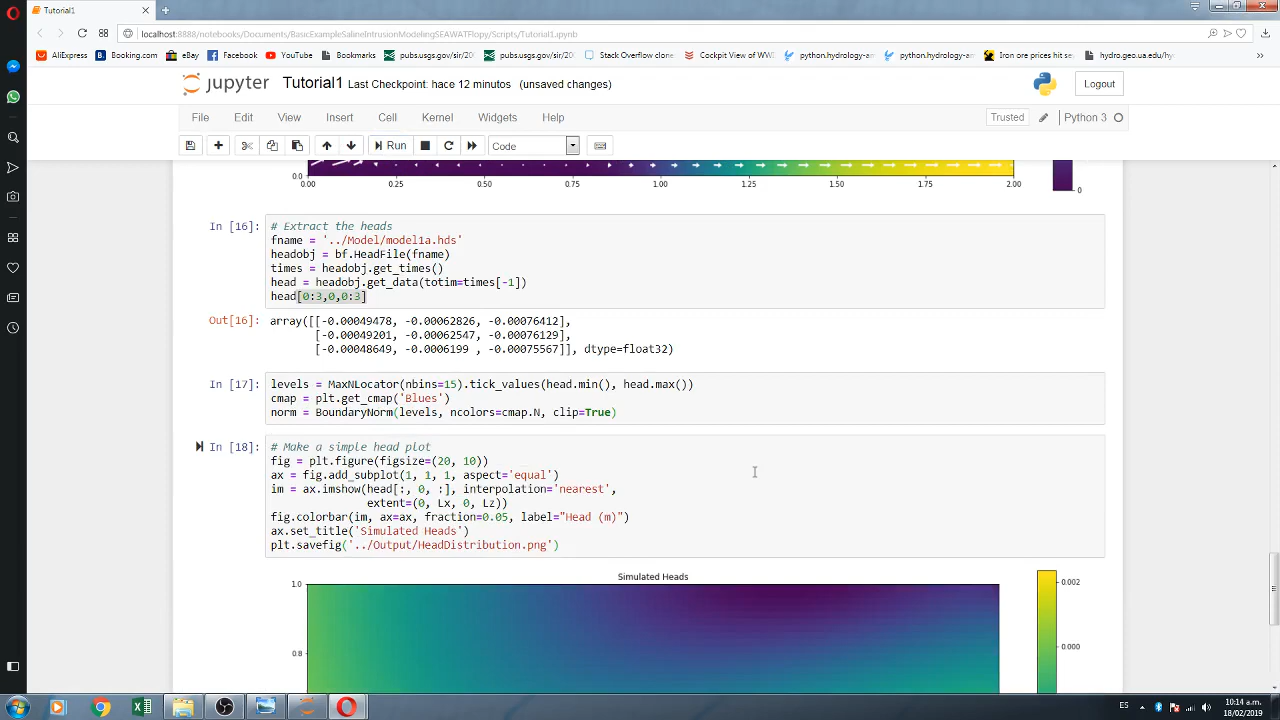 Tutorial1
localhost:8888/notebooks/Documents/BasicExampleSalineIntrusionModelingSEAWATFlopy/Scripts/Tutorial1.ipynb
AliExpress Booking.com eBay Facebook YouTube Bookmarks pubs.usgs.gov/tm/20 pubs.usgs.gov/tm/20 Stack Overflow clone Excelplot view of WW python.hydrology-am python.hydrology-am Iron ore prices hit se hydro.geo.ua.edu/hy
jupyter Tutorial1 Last Checkpoint: hace 12 minutos (unsaved changes) Logout
File Edit View Insert Cell Kernel Widgets Help Trusted Python 3
Run Code
0.0
0
0.00 0.25 0.50 0.75 1.00 1.25 1.50 1.75 2.00
In [16]: # Extract the heads
fname = '../Model/model1a.hds'
headobj = bf.HeadFile(fname)
times = headobj.get_times()
head = headobj.get_data(totim=times[-1])
head[0:3,0,0:3]
Out[16]: array([[-0.00049478, -0.00062826, -0.00076412],
[-0.00049201, -0.00062547, -0.00076129],
[-0.00048649, -0.0006199 , -0.00075567]], dtype=float32)
In [17]: levels = MaxNLocator(nbins=15).tick_values(head.min(), head.max())
cmap = plt.get_cmap('Blues')
norm = BoundaryNorm(levels, ncolors=cmap.N, clip=True)
In [18]: # Make a simple head plot
fig = plt.figure(figsize=(20, 10))
ax = fig.add_subplot(1, 1, 1, aspect='equal')
im = ax.imshow(head[:, 0, :], interpolation='nearest',
extent=(0, Lx, 0, Lz))
fig.colorbar(im, ax=ax, fraction=0.05, label="Head (m)")
ax.set_title('Simulated Heads')
plt.savefig('../Output/HeadDistribution.png')
Simulated Heads
1.0
0.002
0.000
0.8
ES
10:14 a.m.
18/02/2019